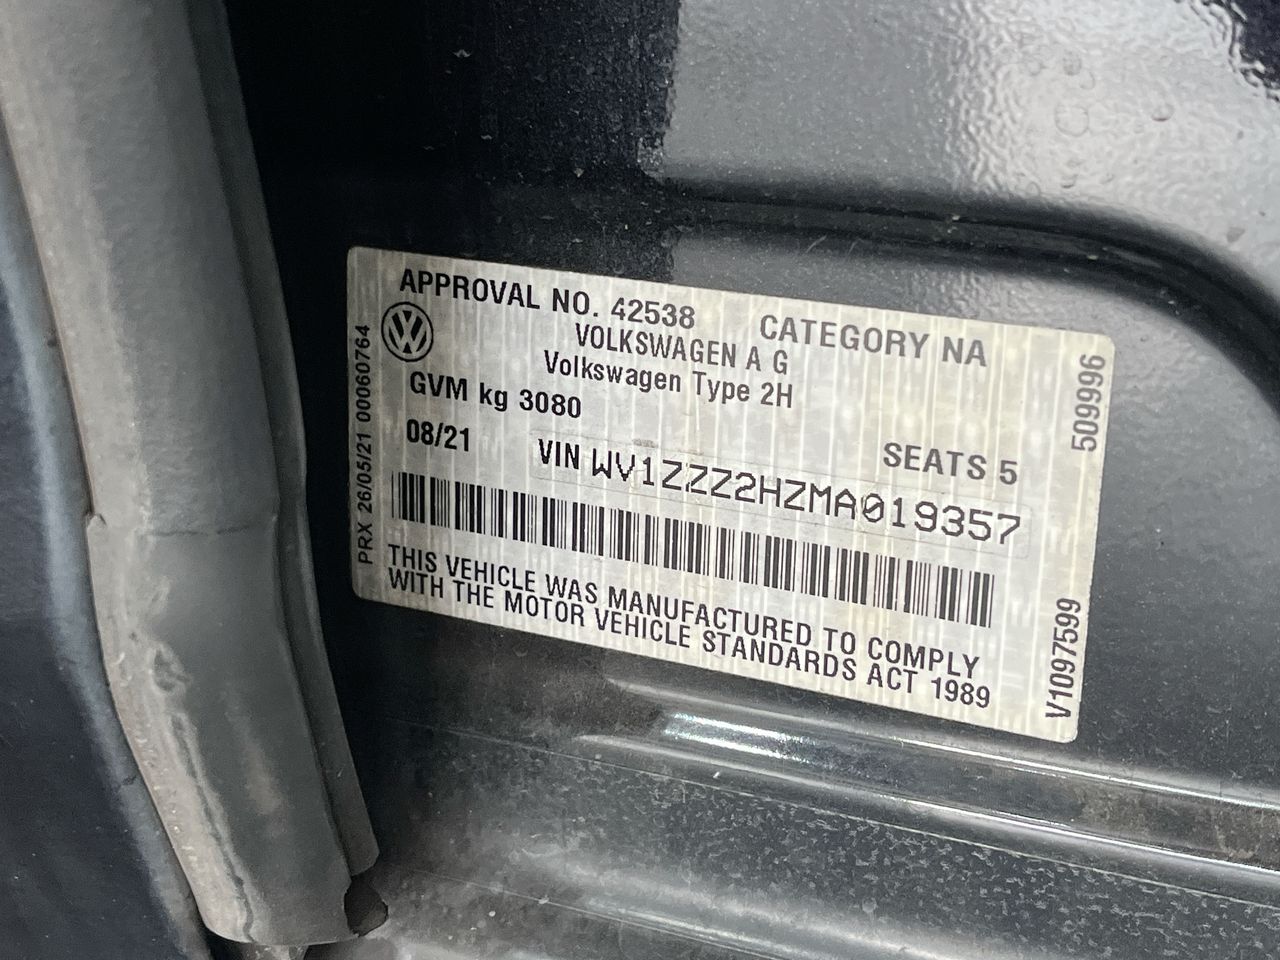 APPROVAL NO. 42538 CATEGORY NA
VOLKSWAGEN A G
Volkswagen Type 2H
GVM kg 3080
08/21 SEATS 5
VIN WV1ZZZ2HZMA019357
THIS VEHICLE WAS MANUFACTURED TO COMPLY
WITH THE MOTOR VEHICLE STANDARDS ACT 1989
PRX 26/05/21 00060764
509996
V1097599